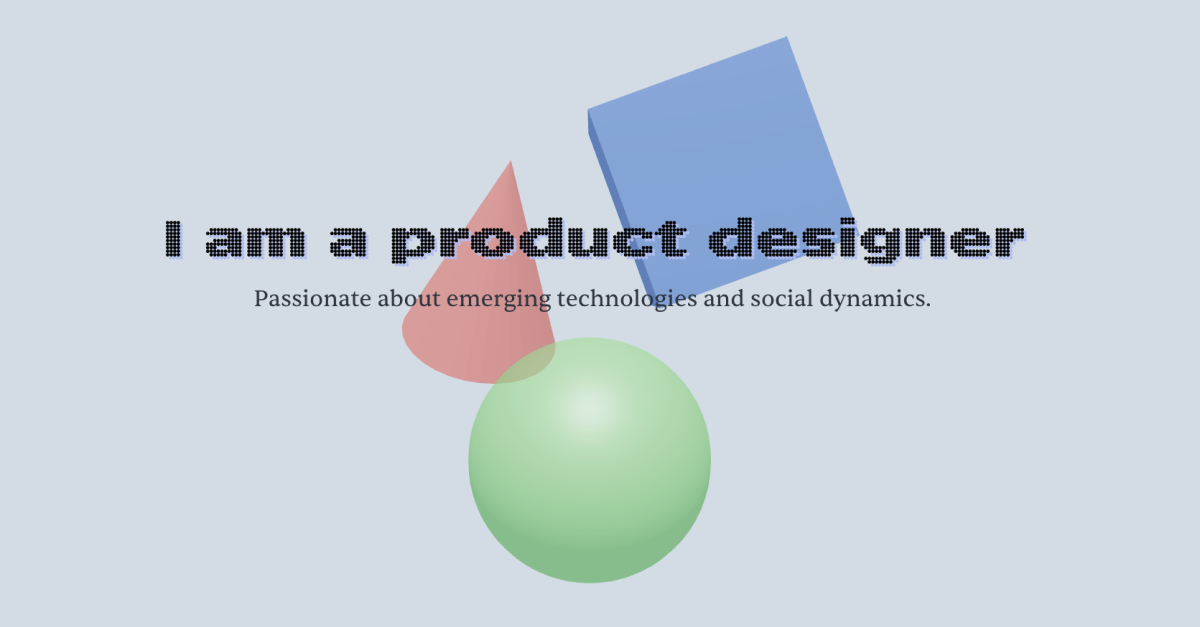 I am a product designer
Passionate about emerging technologies and social dynamics.